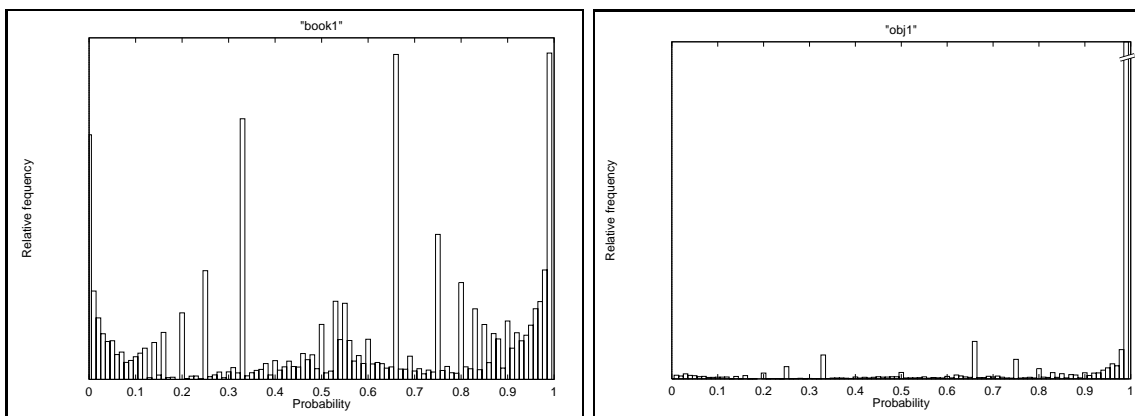 "book1"
Relative fequency
0 0.1 0.2 0.3 0.4 0.5 0.6 0.7 0.8 0.9 1
Probability
"obj1"
Relative frequency
0 0.1 0.2 0.3 0.4 0.5 0.6 0.7 0.8 0.9 1
Probability